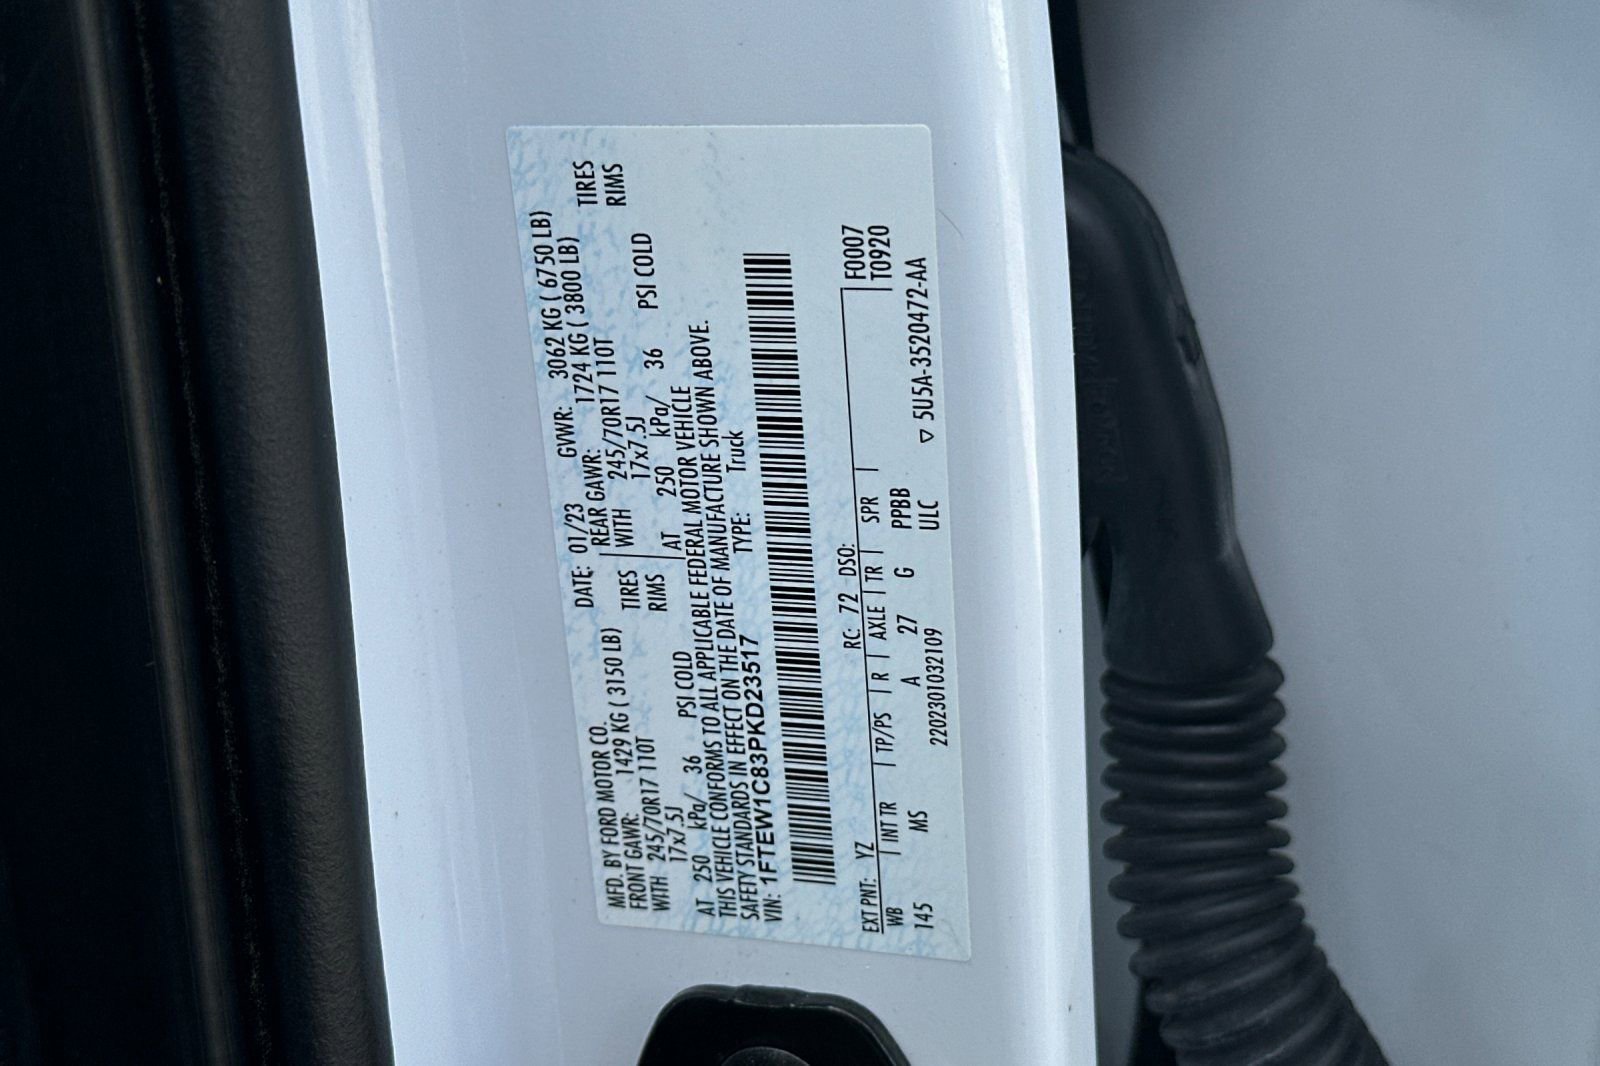 MFD. BY FORD MOTOR CO.
DATE: 01/23 GVWR: 3062 KG ( 6750 LB)
FRONT GAWR: 1429 KG ( 3150 LB) REAR GAWR: 1724 KG ( 3800 LB)
WITH 245/70R17 110T TIRES WITH 245/70R17 110T TIRES
17x7.5J RIMS 17x7.5J RIMS
AT 250 kPa/ 36 PSI COLD AT 250 kPa/ 36 PSI COLD
THIS VEHICLE CONFORMS TO ALL APPLICABLE FEDERAL MOTOR VEHICLE
SAFETY STANDARDS IN EFFECT ON THE DATE OF MANUFACTURE SHOWN ABOVE.
VIN: 1FTEW1C83PKD23517 TYPE: Truck
EXT PNT: YZ RC: 72 DSO: F0007
WB INT TR TP/PS R AXLE TR SPR T0920
145 MS A 27 G PPBB
2202301032109 ULC ▽ 5U5A-3520472-AA